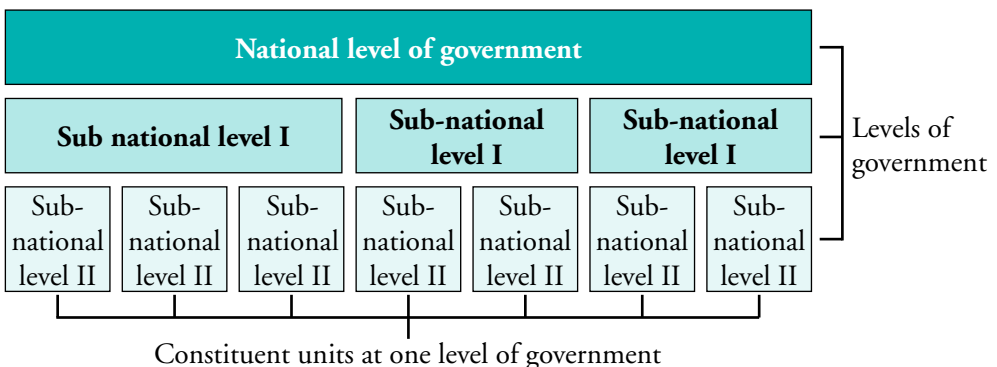 National level of government
Sub national level I
Sub-national
level I
Sub-national
level I
Levels of
government
Sub-
national
level II
Sub-
national
level II
Sub-
national
level II
Sub-
national
level II
Sub-
national
level II
Sub-
national
level II
Sub-
national
level II
Constituent units at one level of government